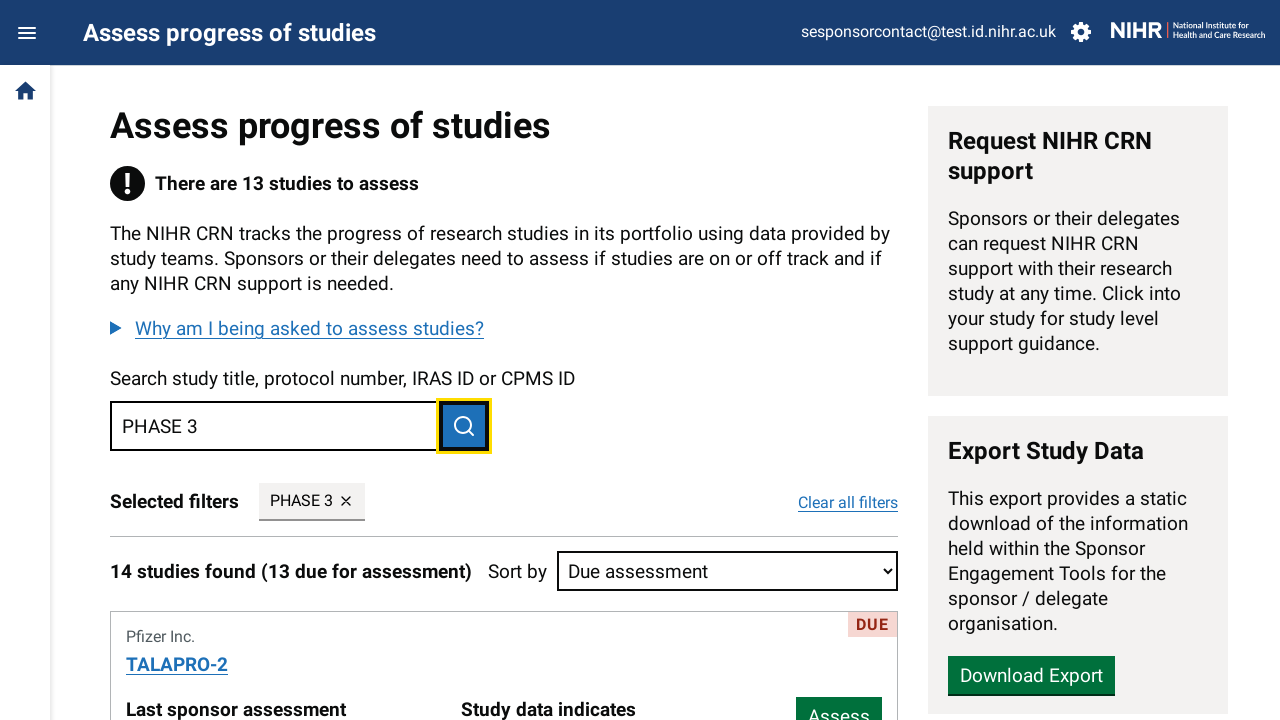 Assess progress of studies
sesponsorcontact@test.id.nihr.ac.uk
NIHR | National Institute for
Health and Care Research
Assess progress of studies
There are 13 studies to assess
The NIHR CRN tracks the progress of research studies in its portfolio using data provided by
study teams. Sponsors or their delegates need to assess if studies are on or off track and if
any NIHR CRN support is needed.
Why am I being asked to assess studies?
Search study title, protocol number, IRAS ID or CPMS ID
PHASE 3
Selected filters
PHASE 3
Clear all filters
14 studies found (13 due for assessment)
Sort by
Due assessment
Pfizer Inc.
DUE
TALAPRO-2
Last sponsor assessment
Study data indicates
Assess
Request NIHR CRN
support
Sponsors or their delegates
can request NIHR CRN
support with their research
study at any time. Click into
your study for study level
support guidance.
Export Study Data
This export provides a static
download of the information
held within the Sponsor
Engagement Tools for the
sponsor / delegate
organisation.
Download Export